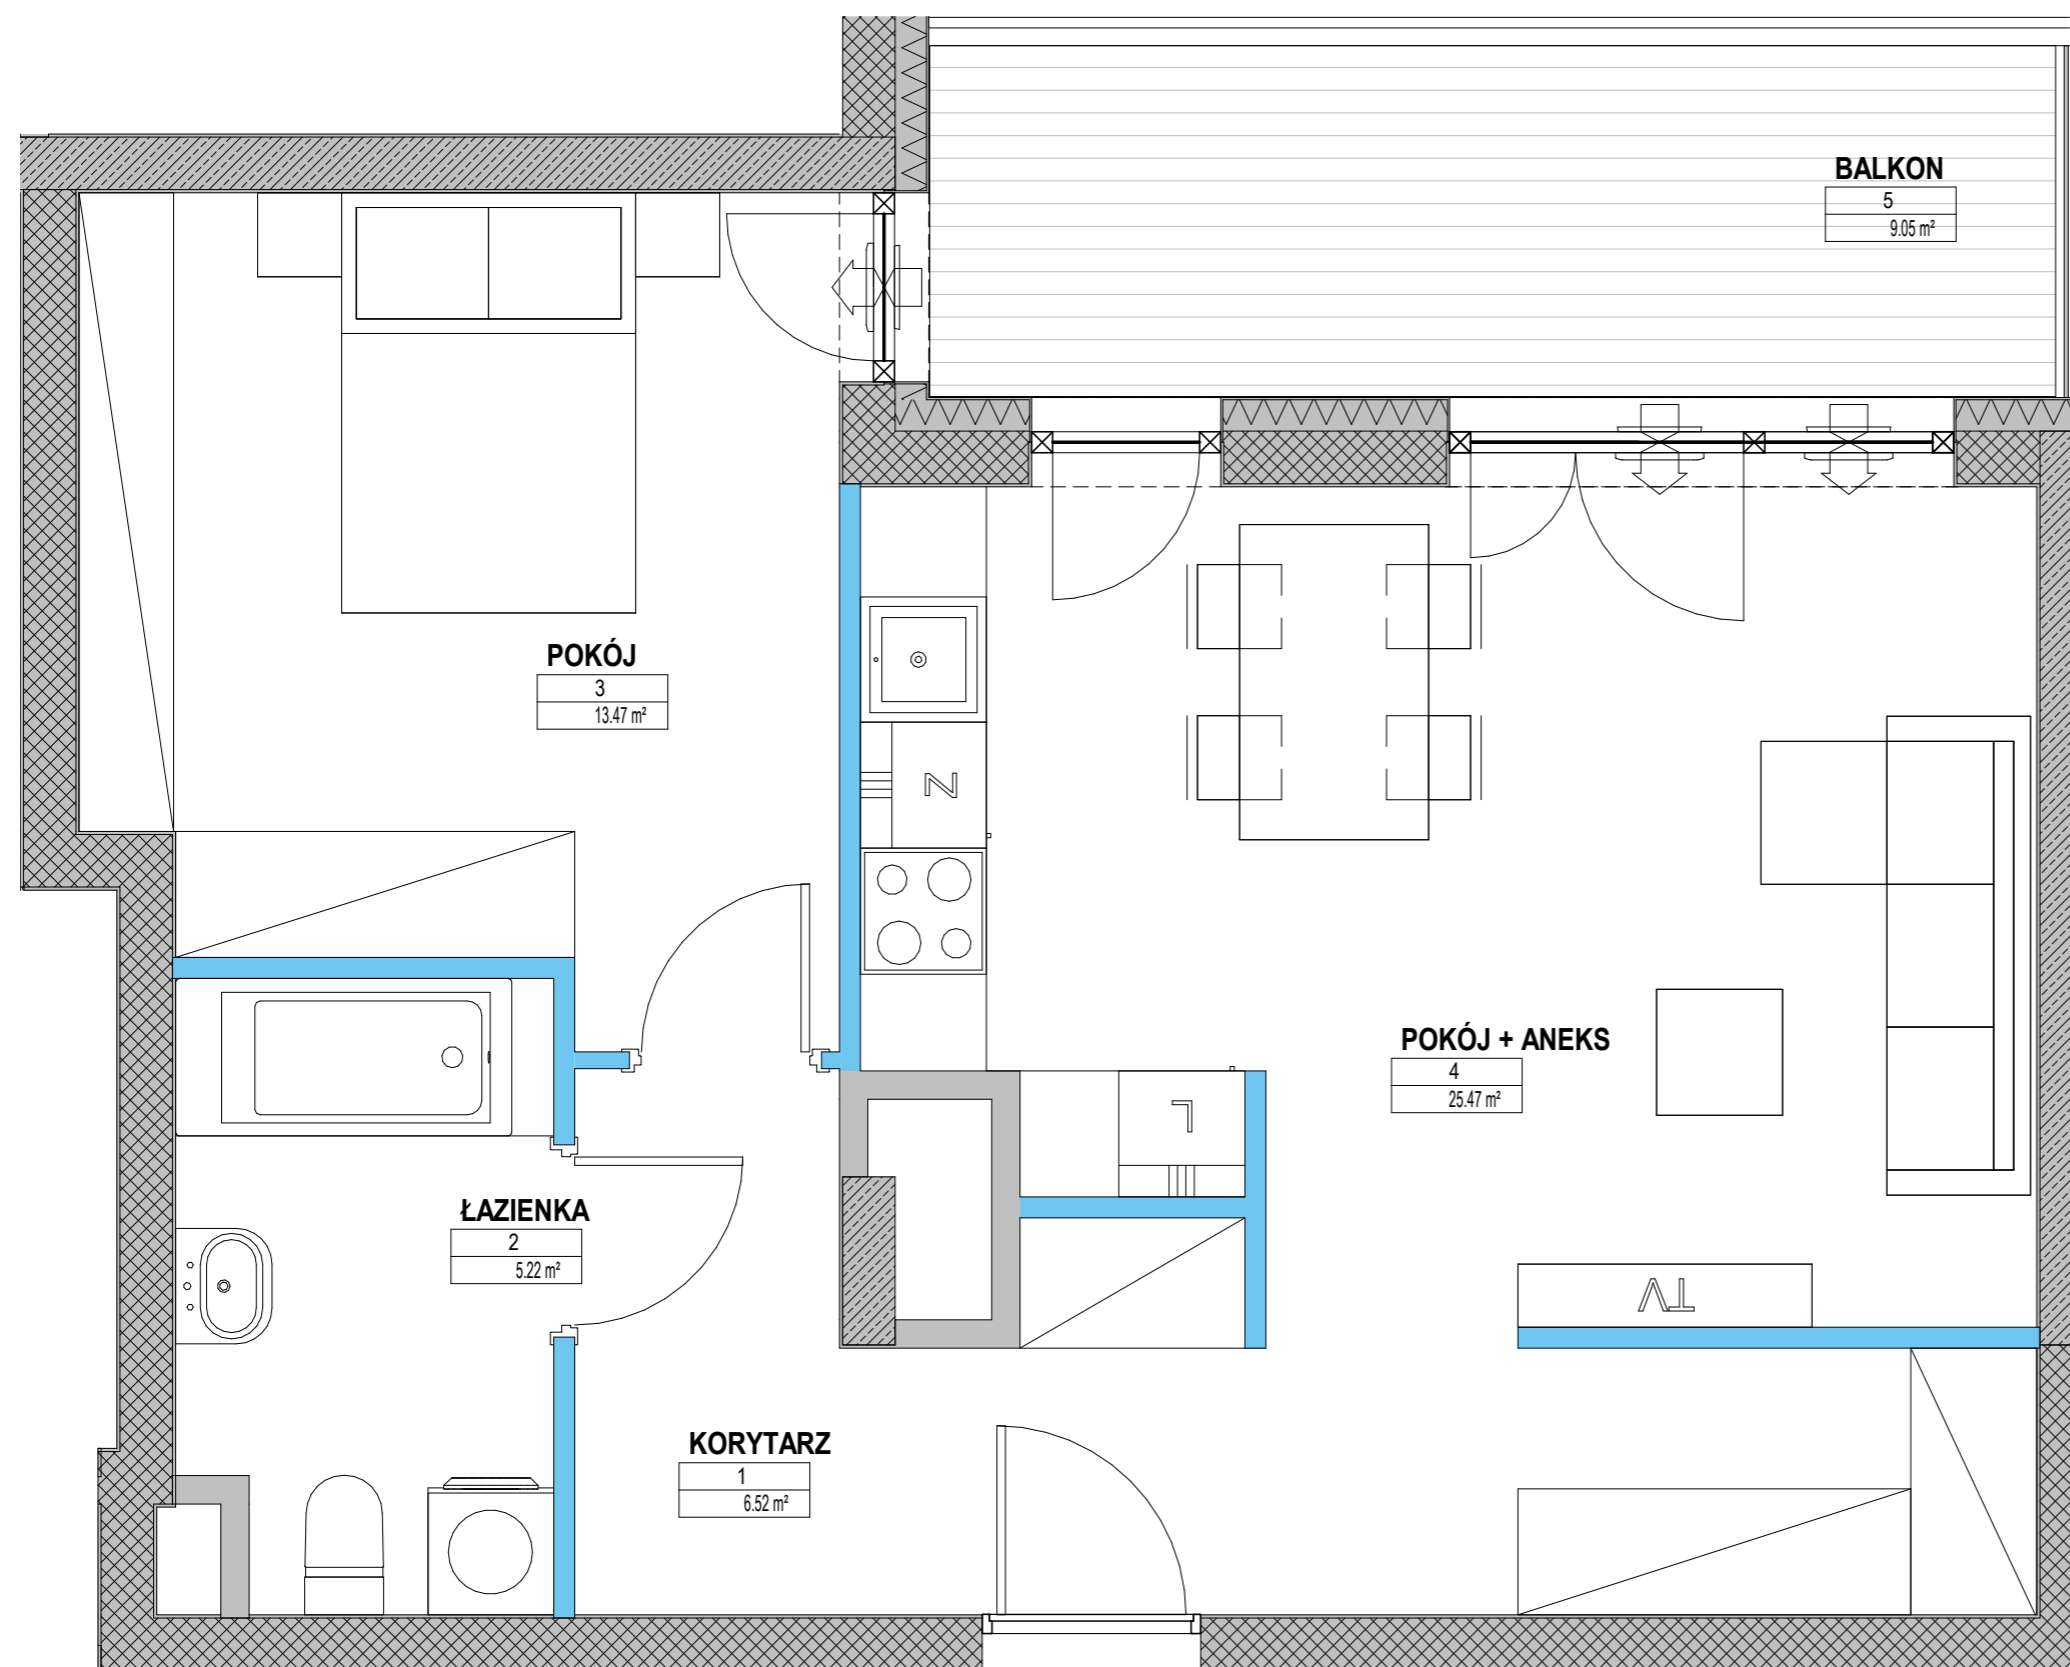 BALKON
5
9.05 m²
POKÓJ
3
13.47 m²
Z
POKÓJ + ANEKS
4
25.47 m²
L
ŁAZIENKA
2
5.22 m²
TV
KORYTARZ
1
6.52 m²